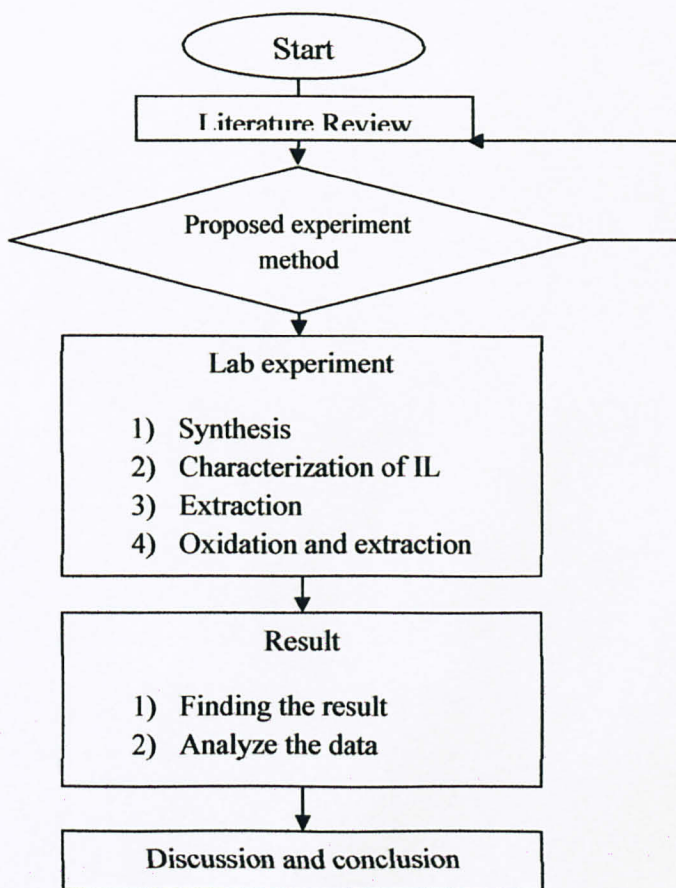 Start
Literature Review
Proposed experiment
method
Lab experiment
1) Synthesis
2) Characterization of IL
3) Extraction
4) Oxidation and extraction
Result
1) Finding the result
2) Analyze the data
Discussion and conclusion